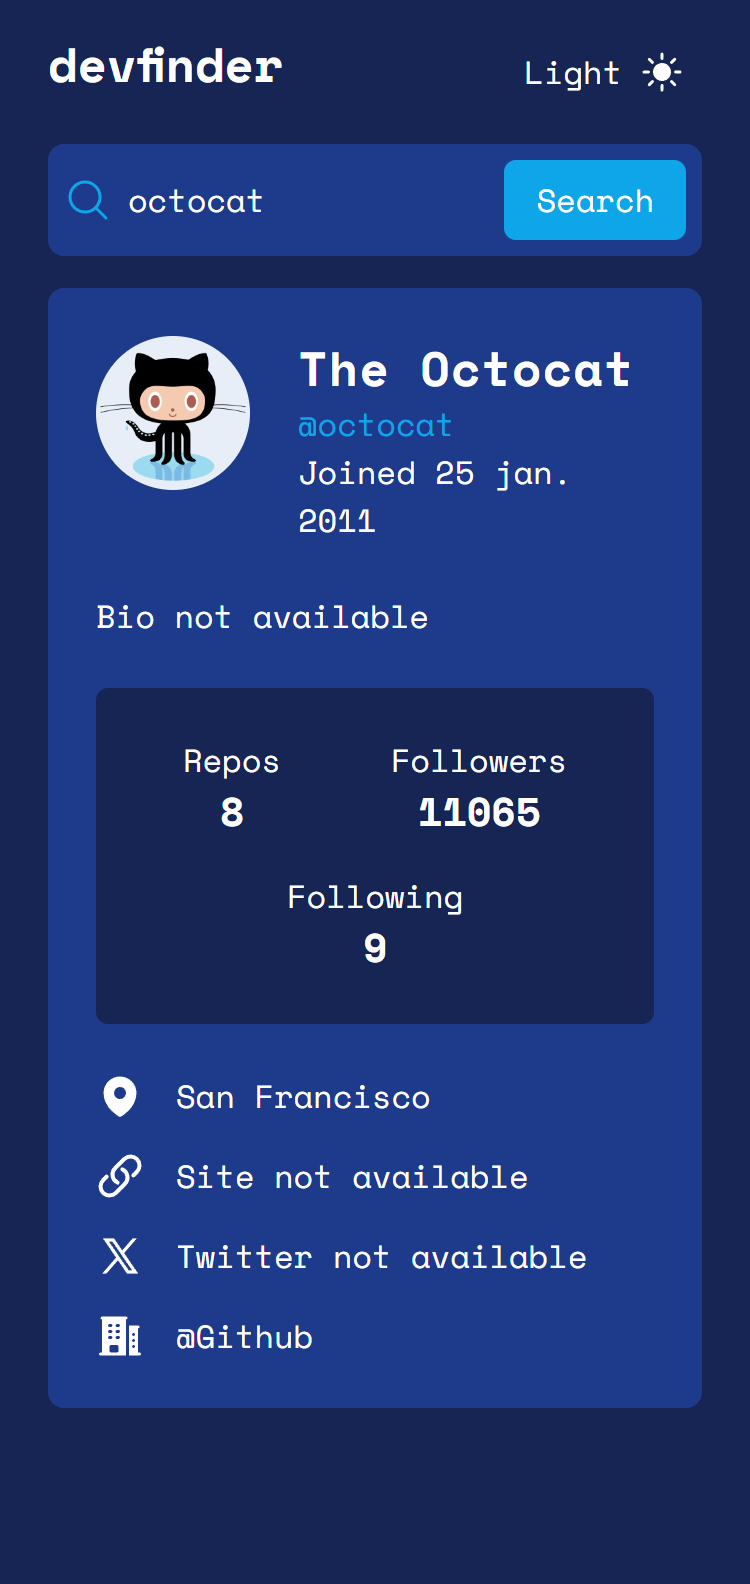 devfinder
Light
octocat
Search
The Octocat
@octocat
Joined 25 jan.
2011
Bio not available
Repos
Followers
8
11065
Following
9
San Francisco
Site not available
Twitter not available
@Github